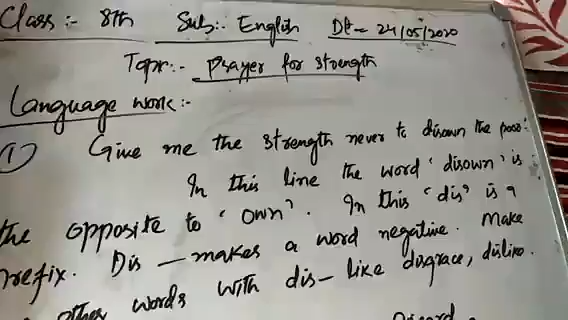 Class:- 8th Sub:- English Dt - 24/05/2020
Topic:- Prayer for strength
Language work:-
① Give me the strength never to disown the poor.
In this line the word 'disown' is
the opposite to 'own'. In this 'dis' is a
prefix. Dis — makes a word negative. Make
other words with dis- like disgrace, dislike.